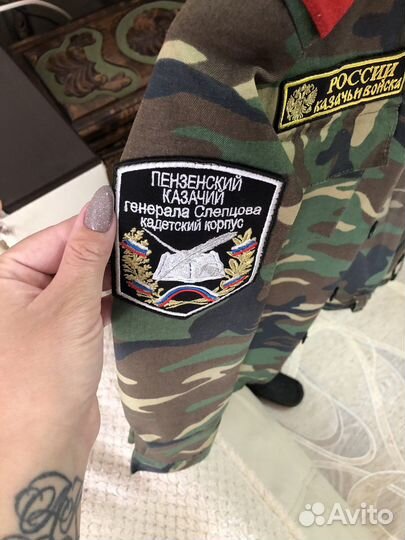 РОССИИ
КАЗАЧЬИ ВОЙСКА
ПЕНЗЕНСКИЙ
КАЗАЧИЙ
генерала Слепцова
кадетский корпус
Avito